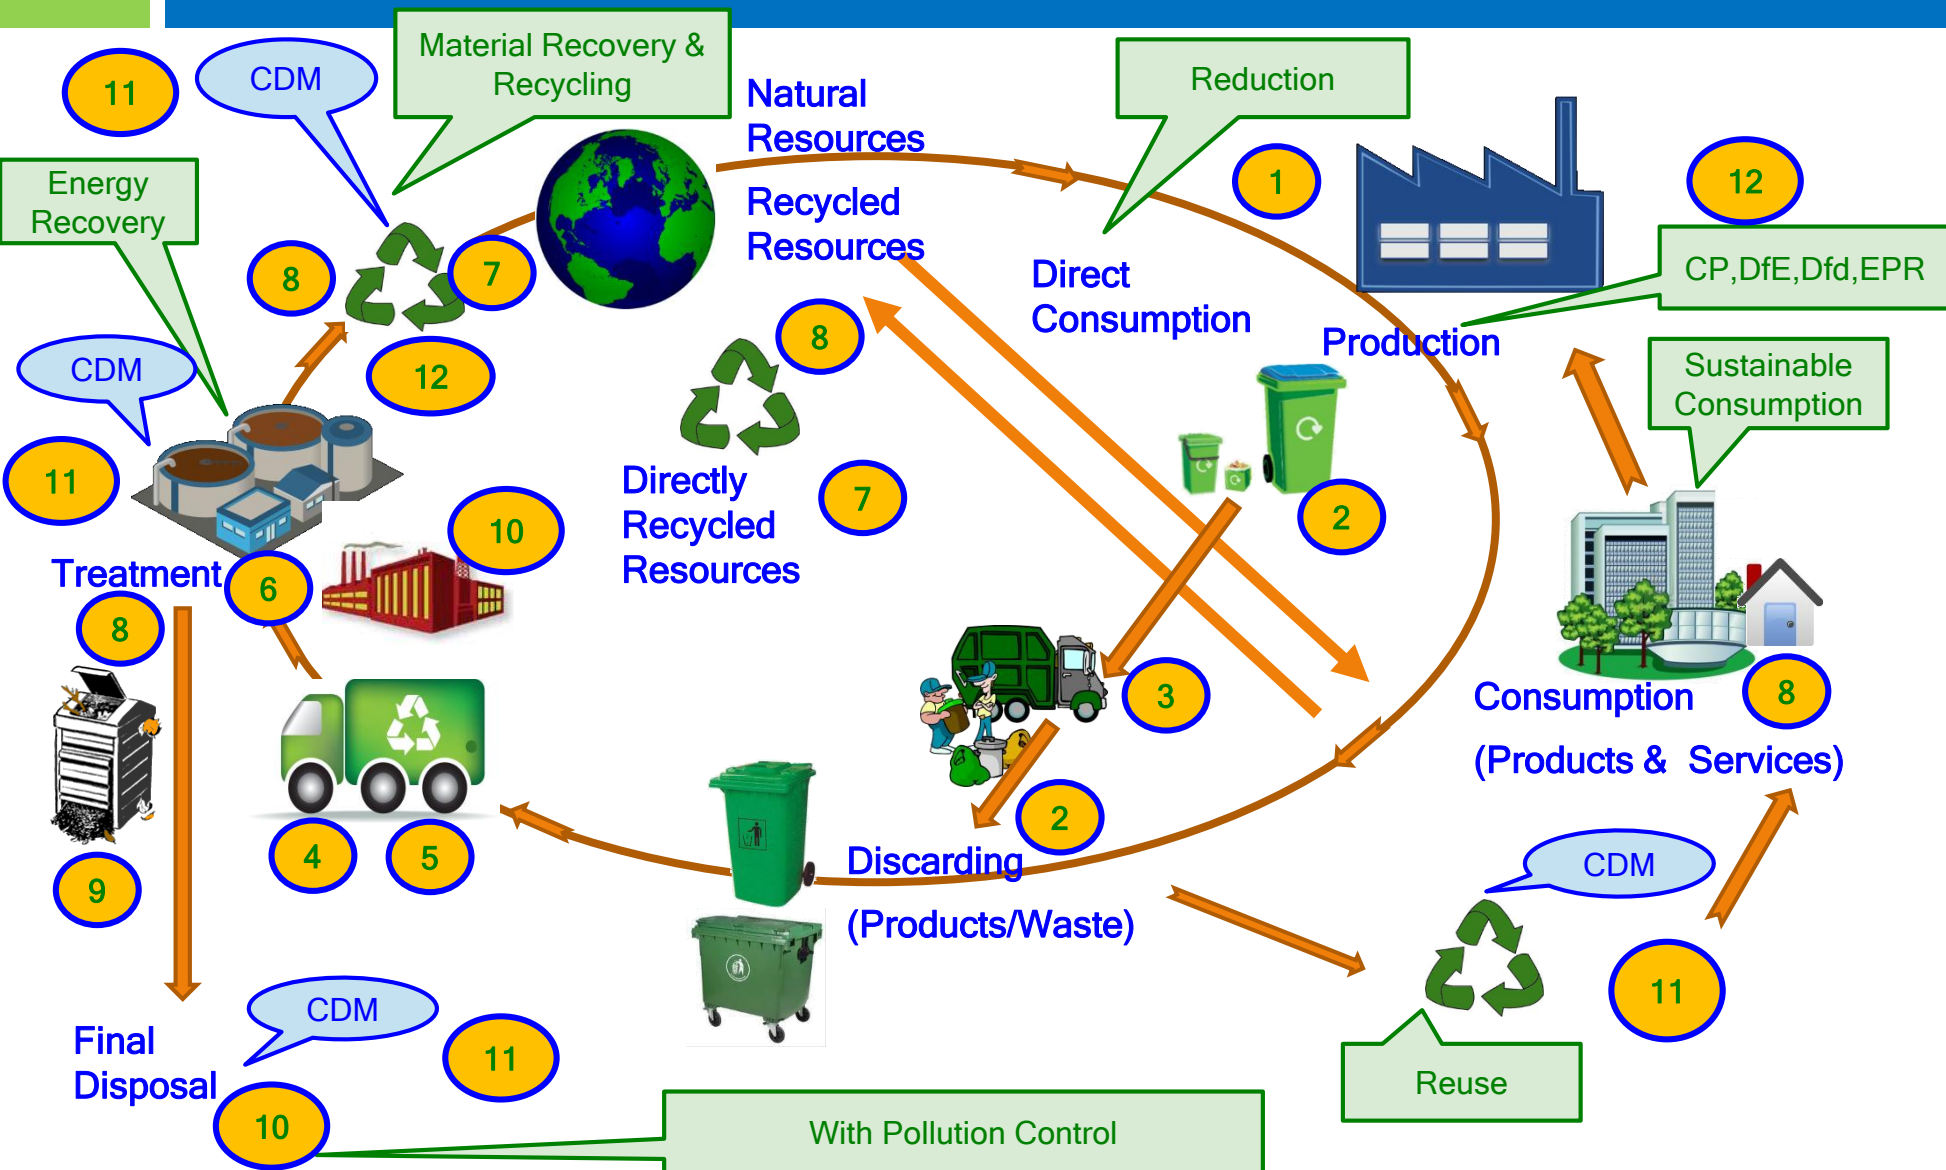 11
CDM
Material Recovery &
Recycling
Natural
Resources
Recycled
Resources
Reduction
1
12
CP,DfE,Dfd,EPR
Energy
Recovery
8
7
12
CDM
11
Direct
Consumption
Production
Sustainable
Consumption
8
Directly
Recycled
Resources
7
2
10
Treatment
6
8
3
Consumption
(Products & Services)
8
4
5
9
2
Discarding
(Products/Waste)
CDM
11
Reuse
Final
Disposal
CDM
11
10
With Pollution Control